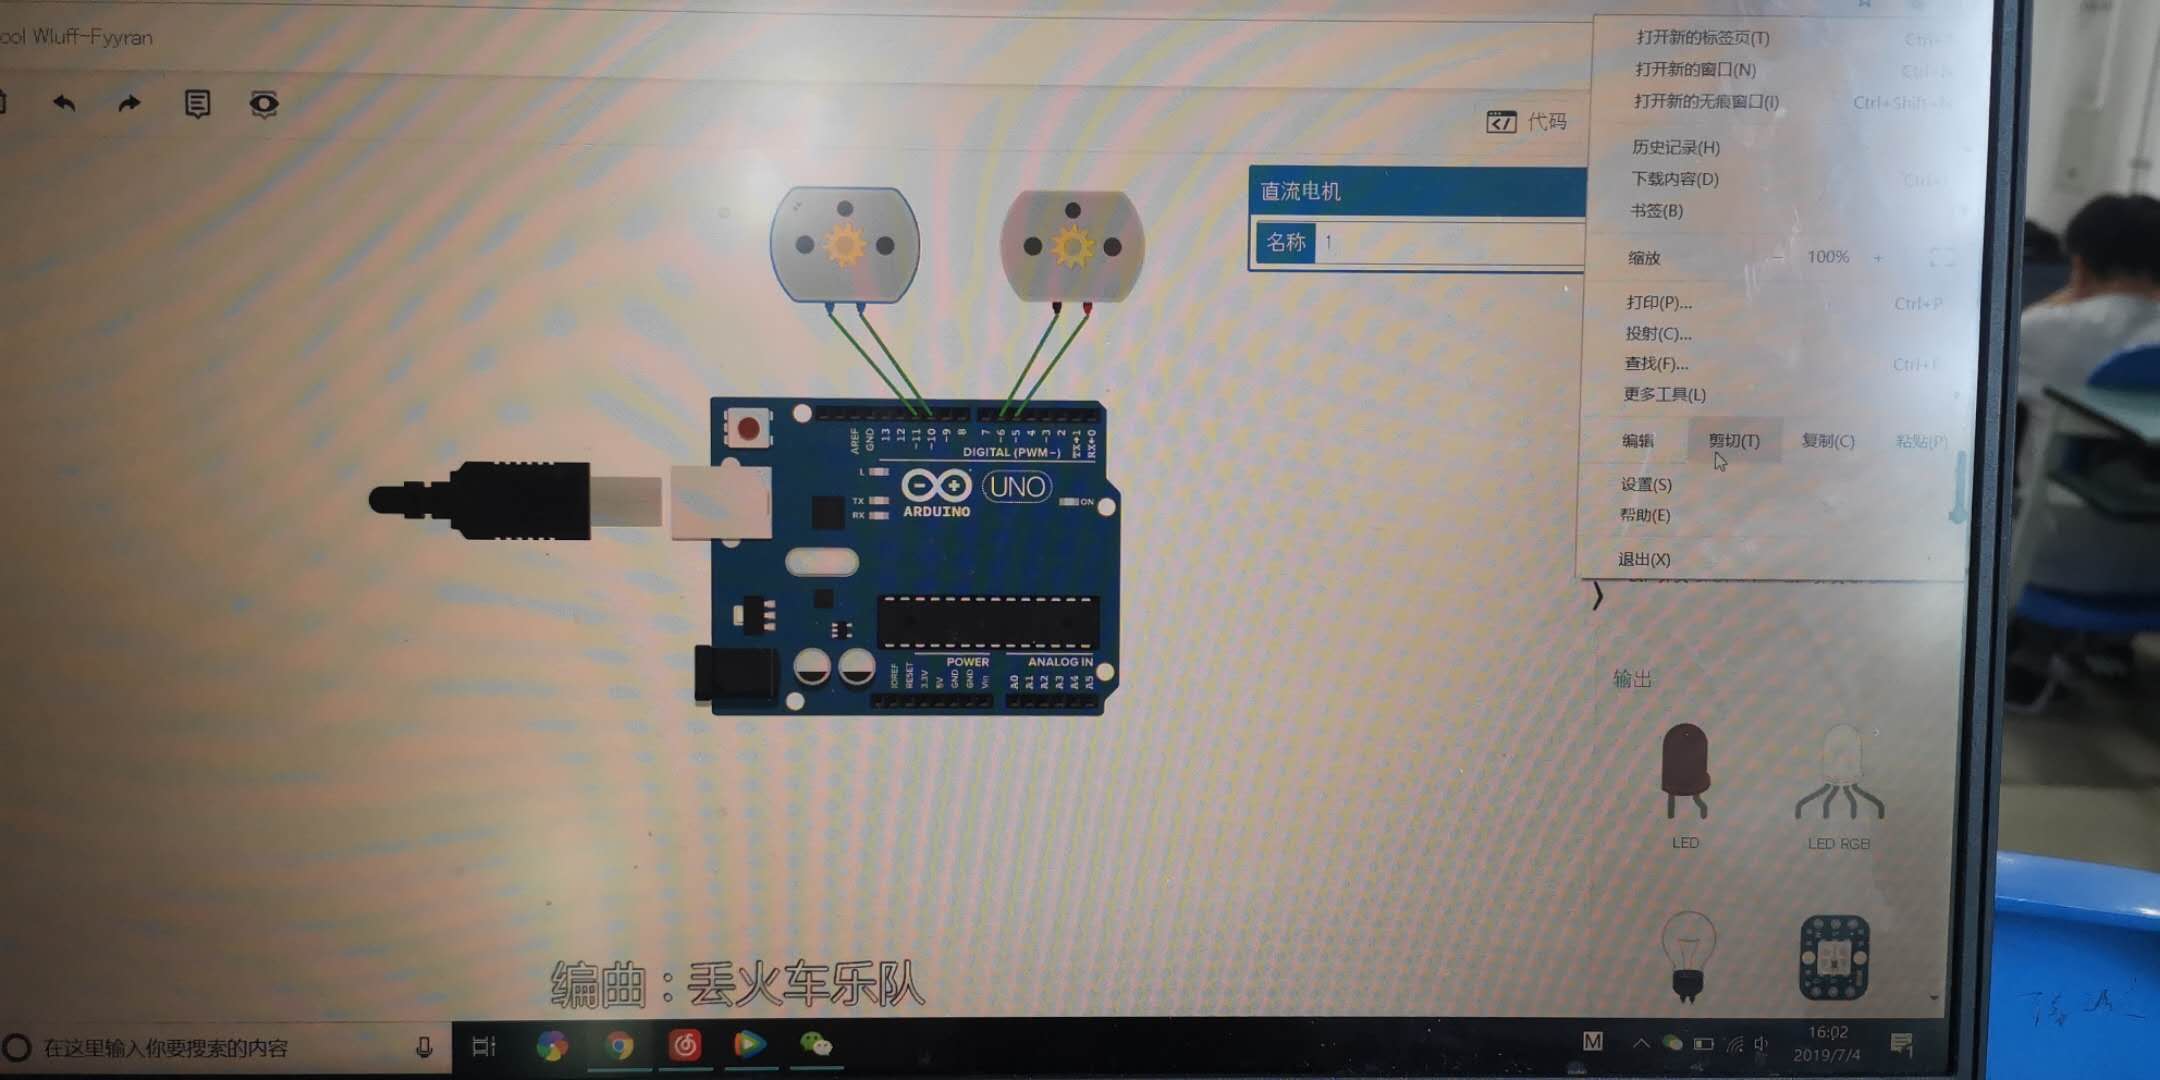 ool Wluff-Fyyran
代码
直流电机
名称 1
打开新的标签页(T)
打开新的窗口(N)
打开新的无痕窗口(I) Ctrl+Shift+N
历史记录(H)
下载内容(D)
书签(B)
缩放 − 100% +
打印(P)... Ctrl+P
投射(C)...
查找(F)... Ctrl+F
更多工具(L)
编辑 剪切(T) 复制(C) 粘贴(P)
设置(S)
帮助(E)
退出(X)
AREF GND 13 12 ~11 ~10 ~9 8 7 ~6 ~5 4 ~3 2 TX→1 RX←0
DIGITAL (PWM~)
L
TX
RX
UNO
ARDUINO
ON
POWER
ANALOG IN
IOREF RESET 3.3V 5V GND GND Vin A0 A1 A2 A3 A4 A5
输出
LED
LED RGB
编曲：丢火车乐队
在这里输入你要搜索的内容
M
中
16:02
2019/7/4
1